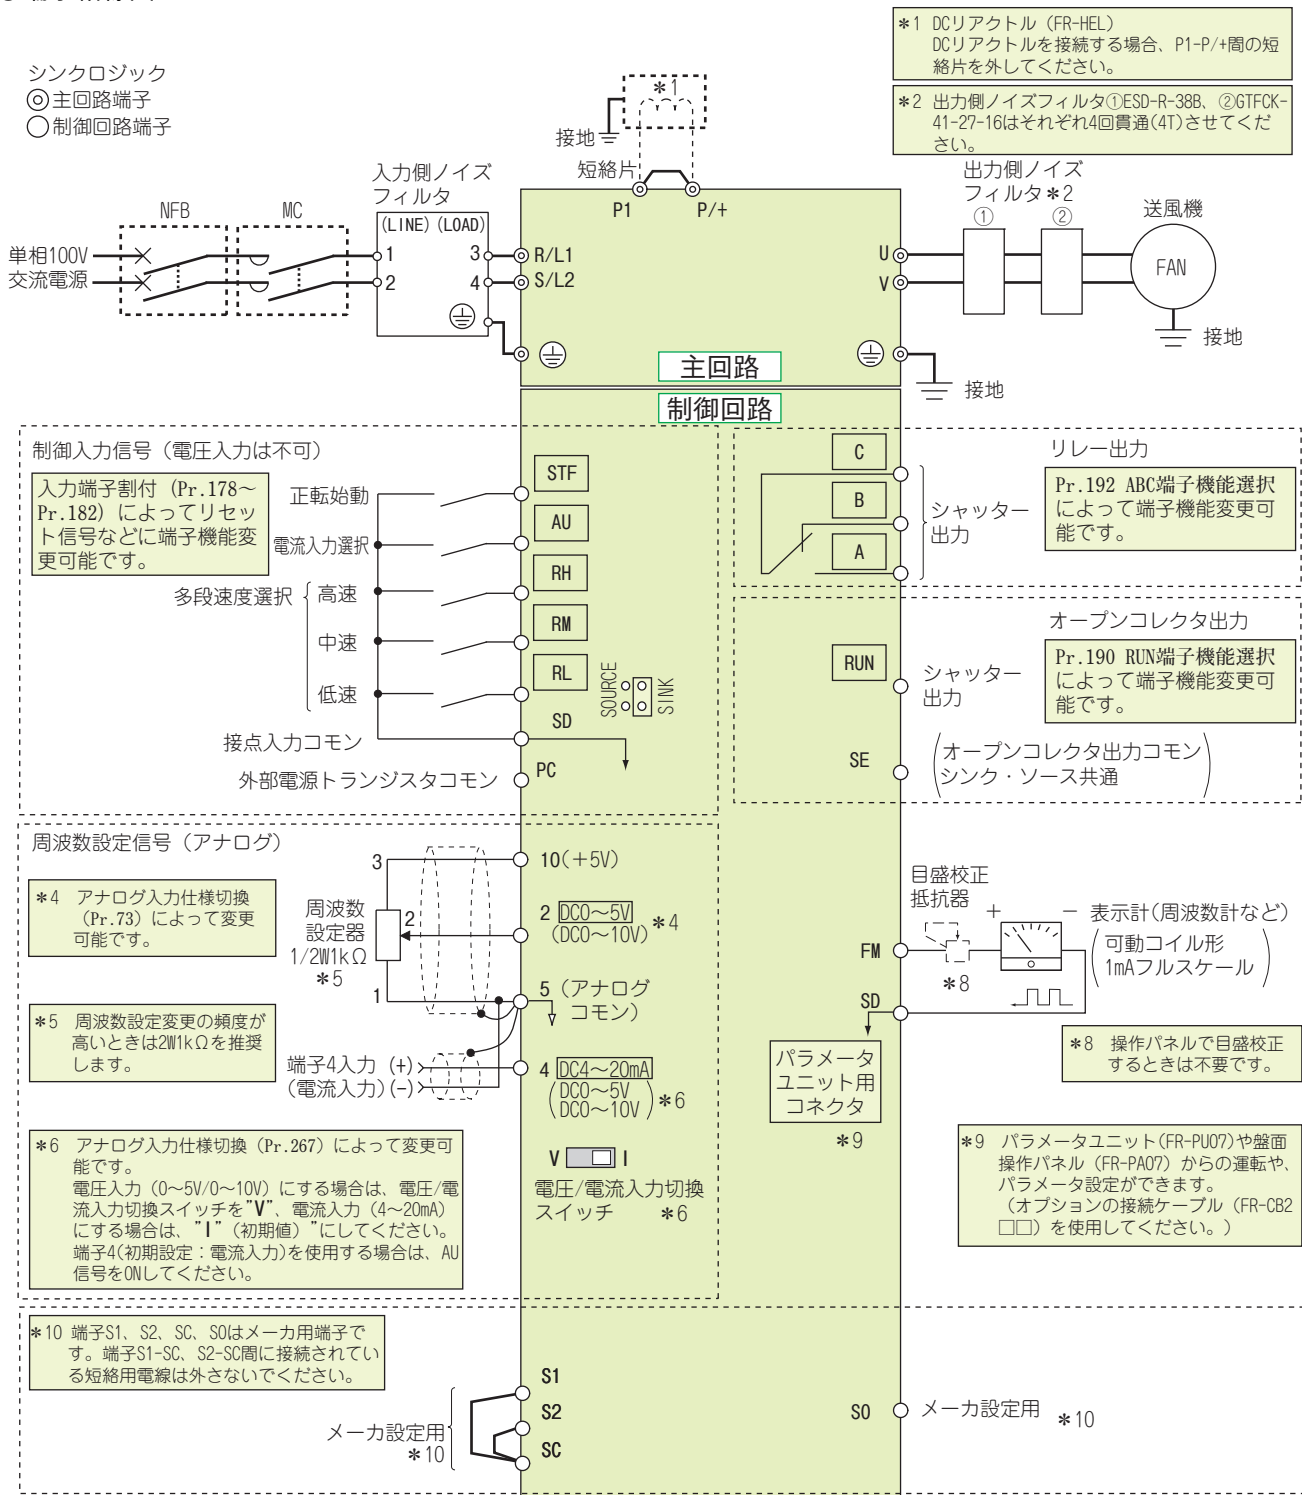 ＊1 DCリアクトル（FR-HEL）
DCリアクトルを接続する場合、P1-P/+間の短
絡片を外してください。
＊2 出力側ノイズフィルタ①ESD-R-38B、②GTFCK-
41-27-16はそれぞれ4回貫通(4T)させてくだ
さい。
シンクロジック
◎主回路端子
○制御回路端子
＊1
接地
短絡片
P1
P/+
入力側ノイズ
フィルタ
(LINE)(LOAD)
NFB
MC
単相100V
交流電源
1
2
3
4
R/L1
S/L2
U
V
出力側ノイズ
フィルタ＊2
①
②
送風機
FAN
接地
接地
主回路
制御回路
制御入力信号（電圧入力は不可）
入力端子割付（Pr.178～
Pr.182）によってリセッ
ト信号などに端子機能変
更可能です。
正転始動
電流入力選択
多段速度選択
高速
中速
低速
接点入力コモン
外部電源トランジスタコモン
STF
AU
RH
RM
RL
SD
PC
SOURCE
SINK
C
B
A
シャッター
出力
リレー出力
Pr.192 ABC端子機能選択
によって端子機能変更可
能です。
オープンコレクタ出力
RUN
シャッター
出力
Pr.190 RUN端子機能選択
によって端子機能変更可
能です。
SE
(オープンコレクタ出力コモン
シンク・ソース共通)
周波数設定信号（アナログ）
＊4 アナログ入力仕様切換
（Pr.73）によって変更
可能です。
周波数
設定器
1/2W1kΩ
＊5
3
2
1
10(＋5V)
2 DC0～5V
(DC0～10V)
＊4
5（アナログ
コモン）
＊5 周波数設定変更の頻度が
高いときは2W1kΩを推奨
します。
端子4入力 (+)
(電流入力)(-)
4 DC4～20mA
(DC0～5V
DC0～10V)
＊6
＊6 アナログ入力仕様切換（Pr.267）によって変更可
能です。
電圧入力（0～5V/0～10V）にする場合は、電圧/電
流入力切換スイッチを”V”、電流入力（4～20mA）
にする場合は、”I”（初期値）”にしてください。
端子4(初期設定：電流入力)を使用する場合は、AU
信号をONしてください。
V
I
電圧/電流入力切換
スイッチ ＊6
目盛校正
抵抗器
＋
－
表示計(周波数計など)
(可動コイル形
1mAフルスケール)
FM
＊8
SD
パラメータ
ユニット用
コネクタ
＊9
＊8 操作パネルで目盛校正
するときは不要です。
＊9 パラメータユニット(FR-PU07)や盤面
操作パネル（FR-PA07）からの運転や、
パラメータ設定ができます。
（オプションの接続ケーブル（FR-CB2
□□）を使用してください。）
＊10 端子S1、S2、SC、SOはメーカ用端子で
す。端子S1-SC、S2-SC間に接続されてい
る短絡用電線は外さないでください。
メーカ設定用
＊10
S1
S2
SC
SO
メーカ設定用 ＊10